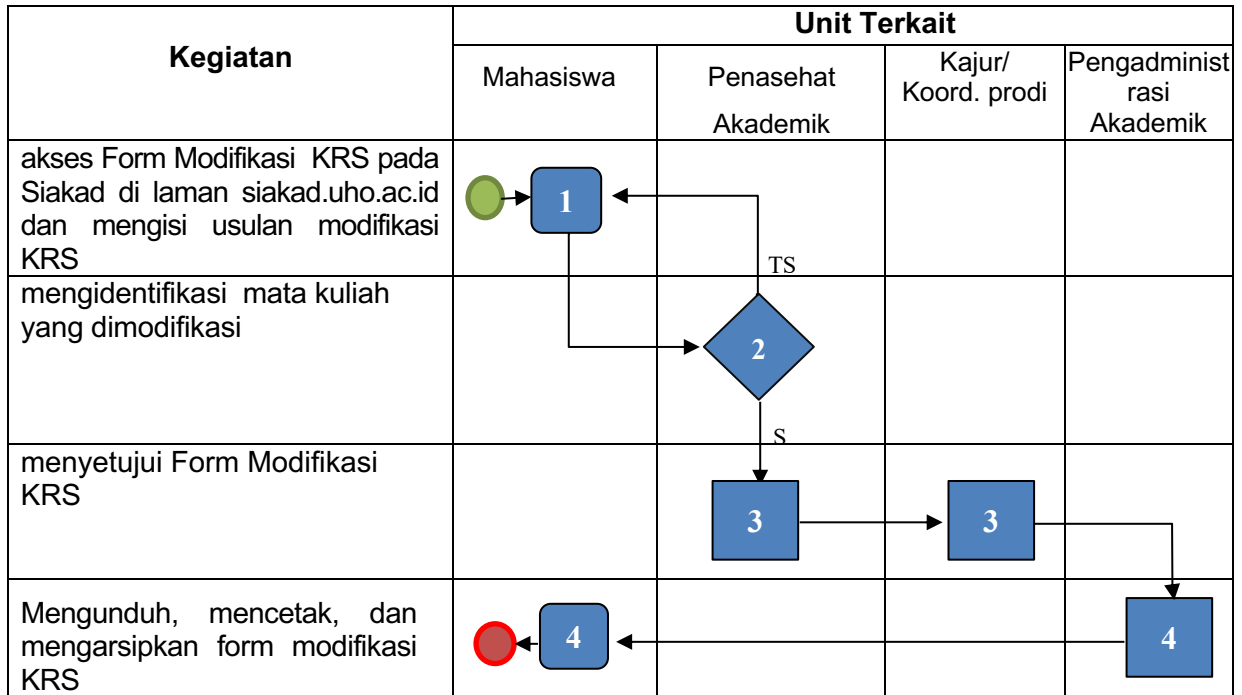 Kegiatan
Unit Terkait
Mahasiswa
Penasehat
Akademik
Kajur/
Koord. prodi
Pengadminist
rasi
Akademik
akses Form Modifikasi KRS pada
Siakad di laman siakad.uho.ac.id
dan mengisi usulan modifikasi
KRS
1
TS
mengidentifikasi mata kuliah
yang dimodifikasi
2
S
menyetujui Form Modifikasi
KRS
3
3
Mengunduh, mencetak, dan
mengarsipkan form modifikasi
KRS
4
4